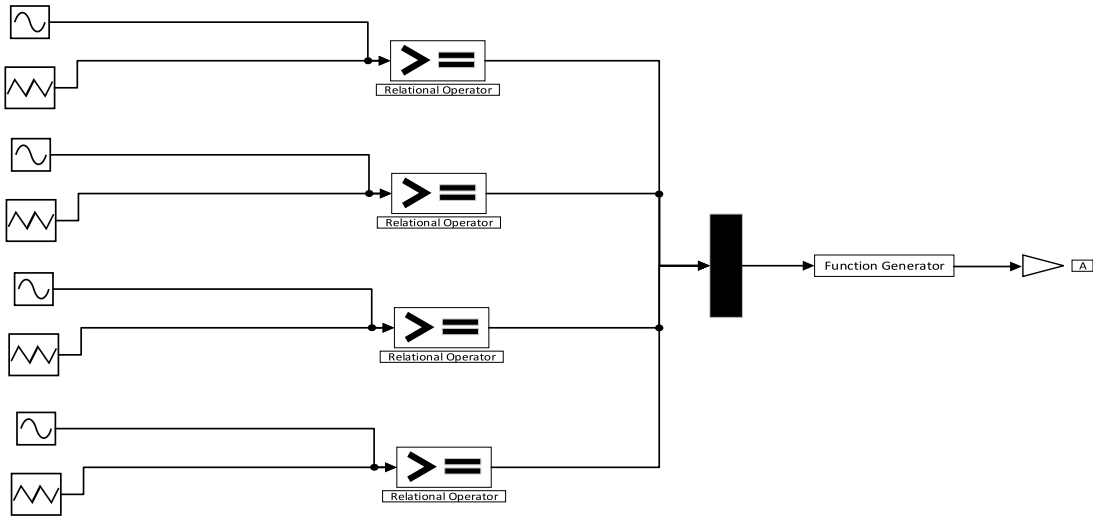 > =
Relational Operator
> =
Relational Operator
Function Generator
A
> =
Relational Operator
> =
Relational Operator